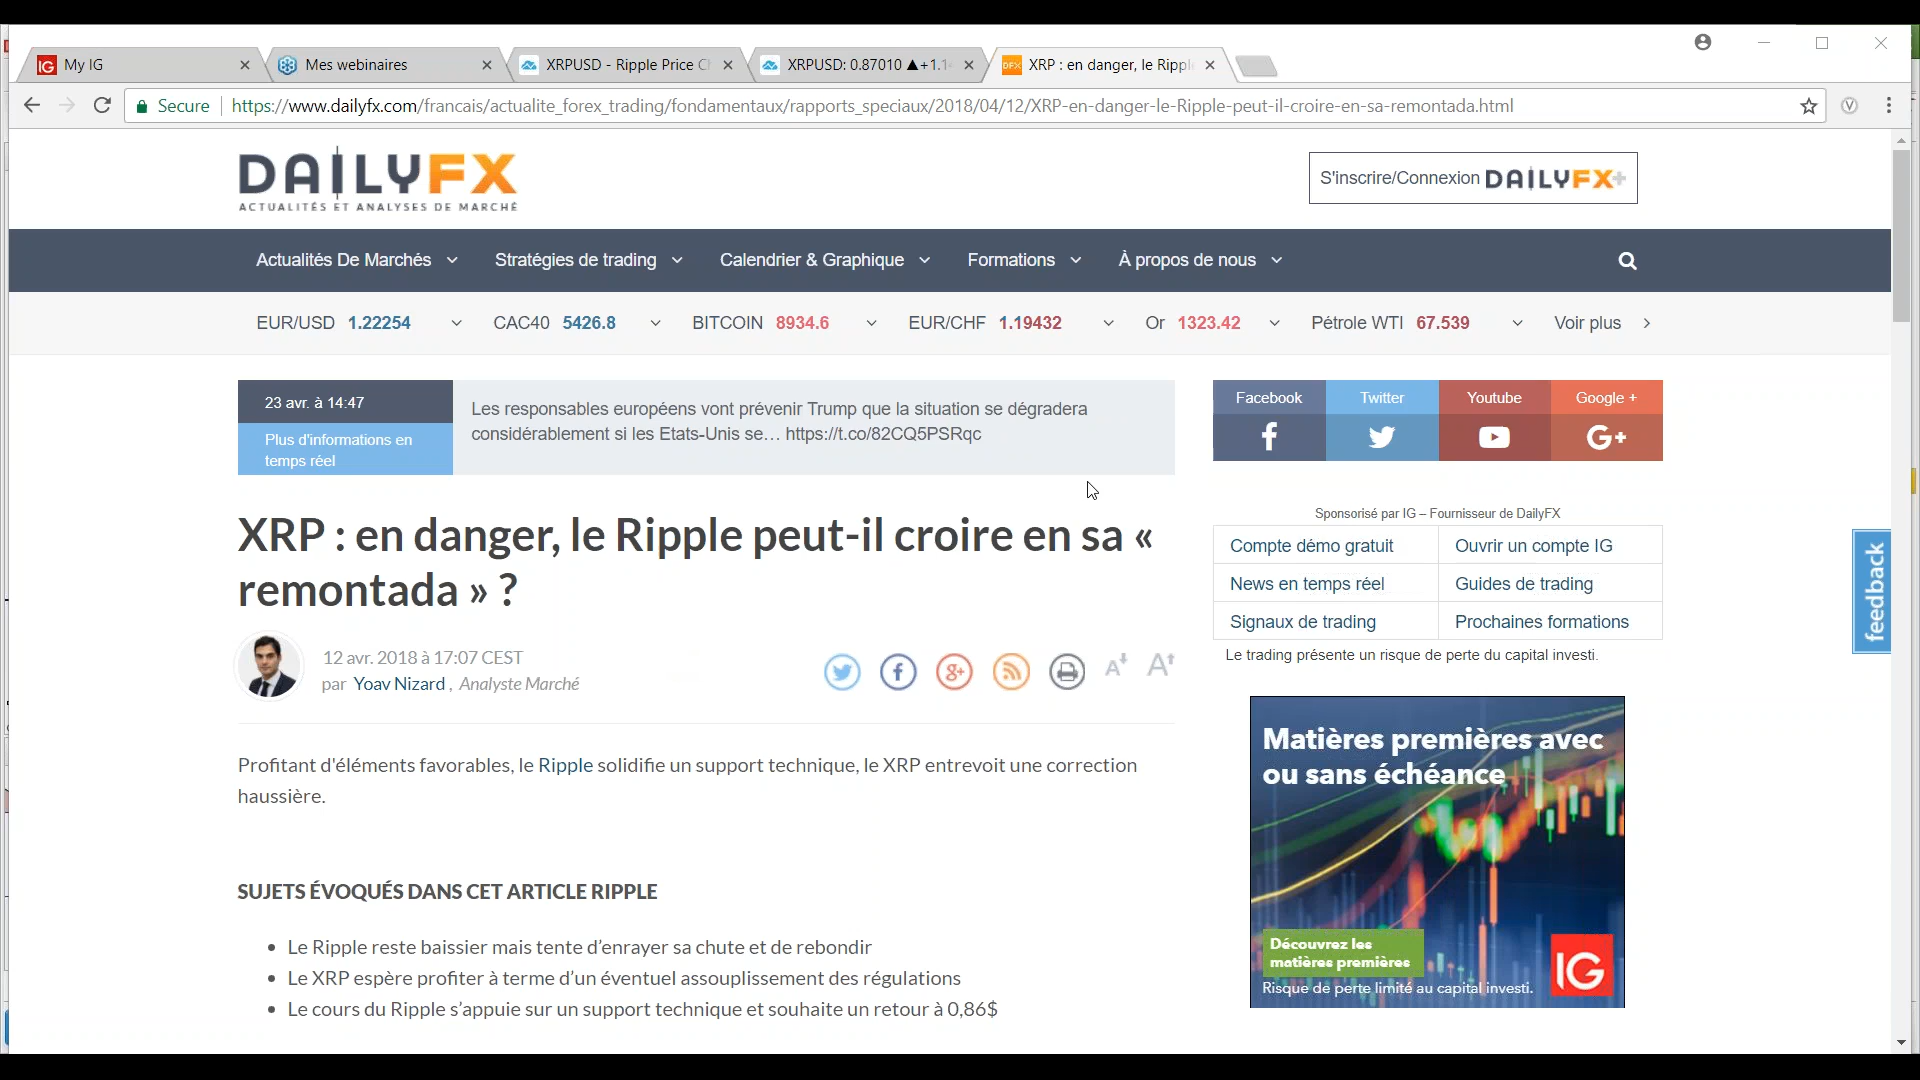 My IG
Mes webinaires
XRPUSD - Ripple Price C
XRPUSD: 0.87010 ▲+1.1
XRP : en danger, le Rippl
Secure
https://www.dailyfx.com/francais/actualite_forex_trading/fondamentaux/rapports_speciaux/2018/04/12/XRP-en-danger-le-Ripple-peut-il-croire-en-sa-remontada.html
DAILYFX
ACTUALITÉS ET ANALYSES DE MARCHÉ
S'inscrire/Connexion DAILYFX+
Actualités De Marchés
Stratégies de trading
Calendrier & Graphique
Formations
À propos de nous
EUR/USD 1.22254
CAC40 5426.8
BITCOIN 8934.6
EUR/CHF 1.19432
Or 1323.42
Pétrole WTI 67.539
Voir plus
23 avr. à 14:47
Plus d'informations en
temps réel
Les responsables européens vont prévenir Trump que la situation se dégradera
considérablement si les Etats-Unis se… https://t.co/82CQ5PSRqc
Facebook
Twitter
Youtube
Google +
G+
XRP : en danger, le Ripple peut-il croire en sa «
remontada » ?
12 avr. 2018 à 17:07 CEST
par Yoav Nizard , Analyste Marché
A
A
Profitant d'éléments favorables, le Ripple solidifie un support technique, le XRP entrevoit une correction
haussière.
SUJETS ÉVOQUÉS DANS CET ARTICLE RIPPLE
• Le Ripple reste baissier mais tente d’enrayer sa chute et de rebondir
• Le XRP espère profiter à terme d’un éventuel assouplissement des régulations
• Le cours du Ripple s’appuie sur un support technique et souhaite un retour à 0,86$
Sponsorisé par IG – Fournisseur de DailyFX
Compte démo gratuit
Ouvrir un compte IG
News en temps réel
Guides de trading
Signaux de trading
Prochaines formations
Le trading présente un risque de perte du capital investi.
Matières premières avec
ou sans échéance
Découvrez les
matières premières
IG
Risque de perte limité au capital investi.
feedback